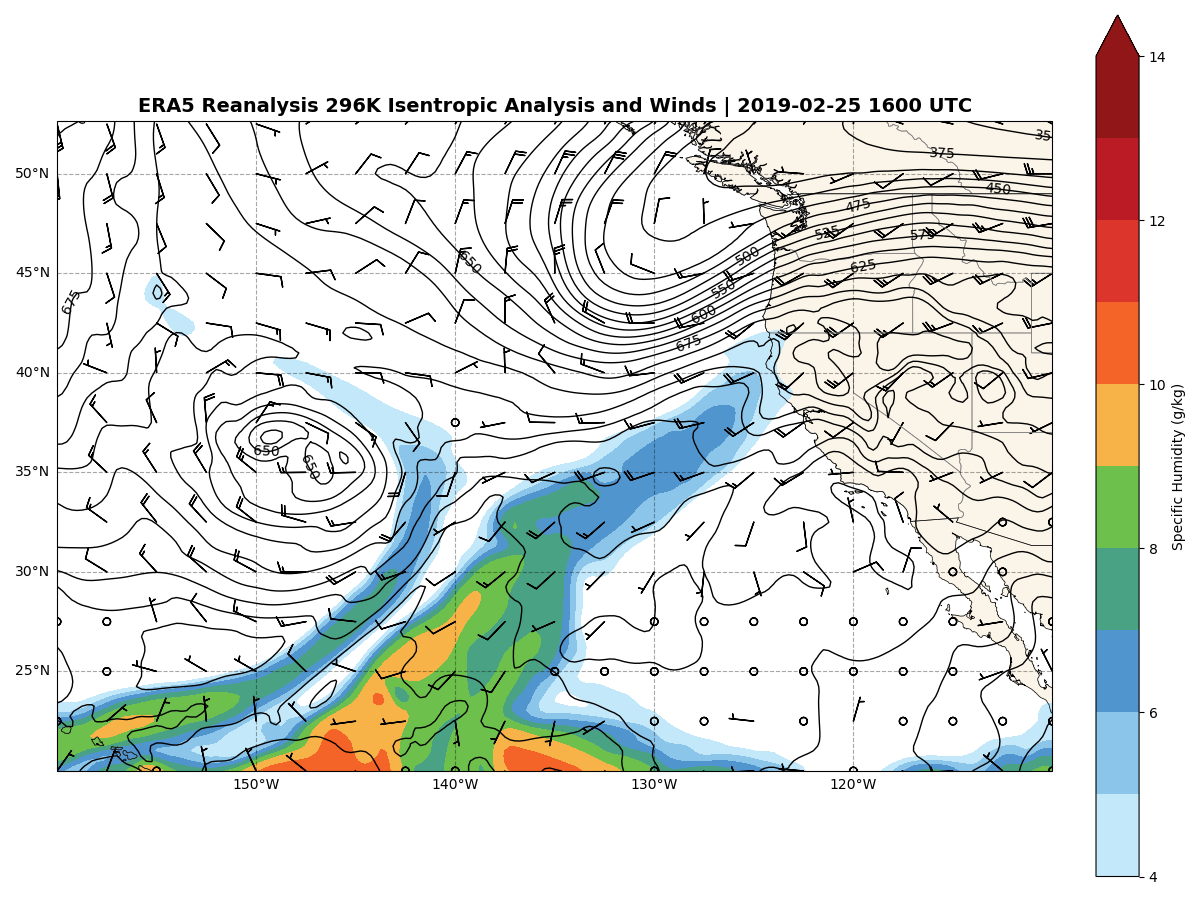 ERA5 Reanalysis 296K Isentropic Analysis and Winds | 2019-02-25 1600 UTC
14
12
10
8
6
4
Specific Humidity (g/kg)
50°N
45°N
40°N
35°N
30°N
25°N
150°W
140°W
130°W
120°W
35
375
450
475
525
575
500
625
550
600
675
650
675
650
650